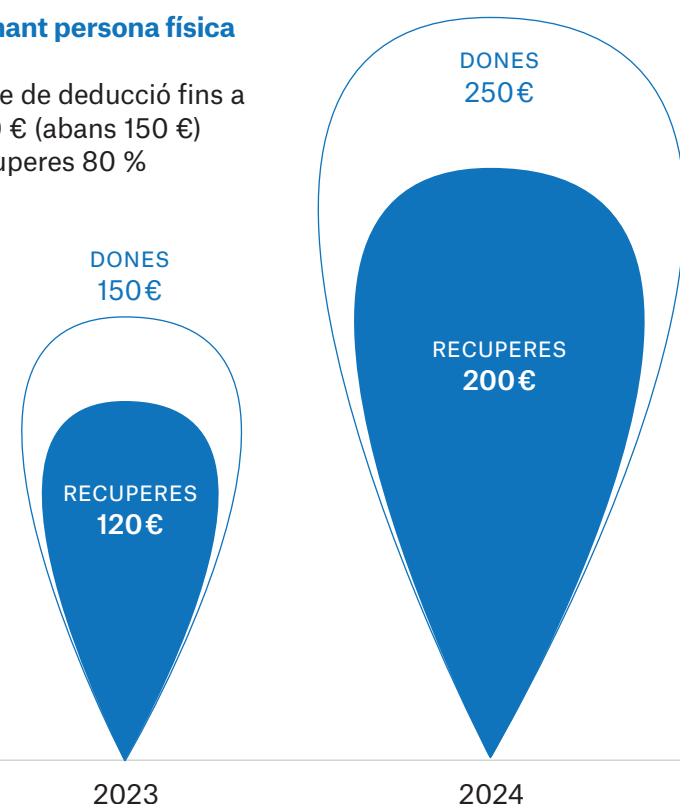 nant persona física
e de deducció fins a
0 € (abans 150 €)
uperes 80 %
DONES
250 €
DONES
150 €
RECUPERES
200 €
RECUPERES
120 €
2023
2024